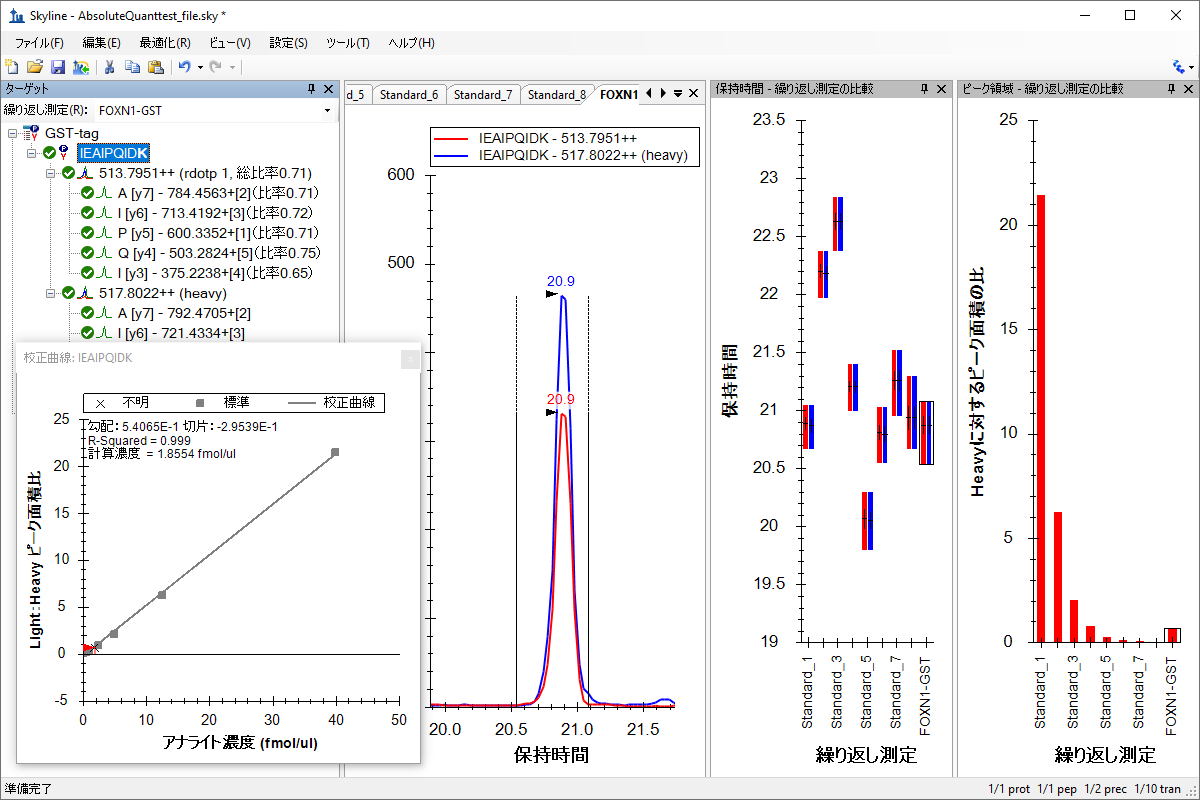 Skyline - AbsoluteQuanttest_file.sky *
ファイル(F) 編集(E) 最適化(R) ビュー(V) 設定(S) ツール(T) ヘルプ(H)
ターゲット
繰り返し測定(R): FOXN1-GST
GST-tag
IEAIPQIDK
513.7951++ (rdotp 1, 総比率0.71)
A [y7] - 784.4563+[2](比率0.71)
I [y6] - 713.4192+[3](比率0.72)
P [y5] - 600.3352+[1](比率0.71)
Q [y4] - 503.2824+[5](比率0.75)
I [y3] - 375.2238+[4](比率0.65)
517.8022++ (heavy)
A [y7] - 792.4705+[2]
I [y6] - 721.4334+[3]
校正曲線: IEAIPQIDK
不明 標準 校正曲線
勾配: 5.4065E-1 切片: -2.9539E-1
R-Squared = 0.999
計算濃度 = 1.8554 fmol/ul
Light:Heavy ピーク面積比
25
20
15
10
5
0
-5
0 10 20 30 40 50
アナライト濃度 (fmol/ul)
d_5 Standard_6 Standard_7 Standard_8 FOXN1
IEAIPQIDK - 513.7951++
IEAIPQIDK - 517.8022++ (heavy)
600
500
20.9
20.9
20.0 20.5 21.0 21.5
保持時間
保持時間 - 繰り返し測定の比較
保持時間
23.5
23
22.5
22
21.5
21
20.5
20
19.5
19
Standard_1 Standard_3 Standard_5 Standard_7 FOXN1-GST
繰り返し測定
ピーク領域 - 繰り返し測定の比較
Heavyに対するピーク面積の比
25
20
15
10
5
0
Standard_1 Standard_3 Standard_5 Standard_7 FOXN1-GST
繰り返し測定
準備完了
1/1 prot 1/1 pep 1/2 prec 1/10 tran